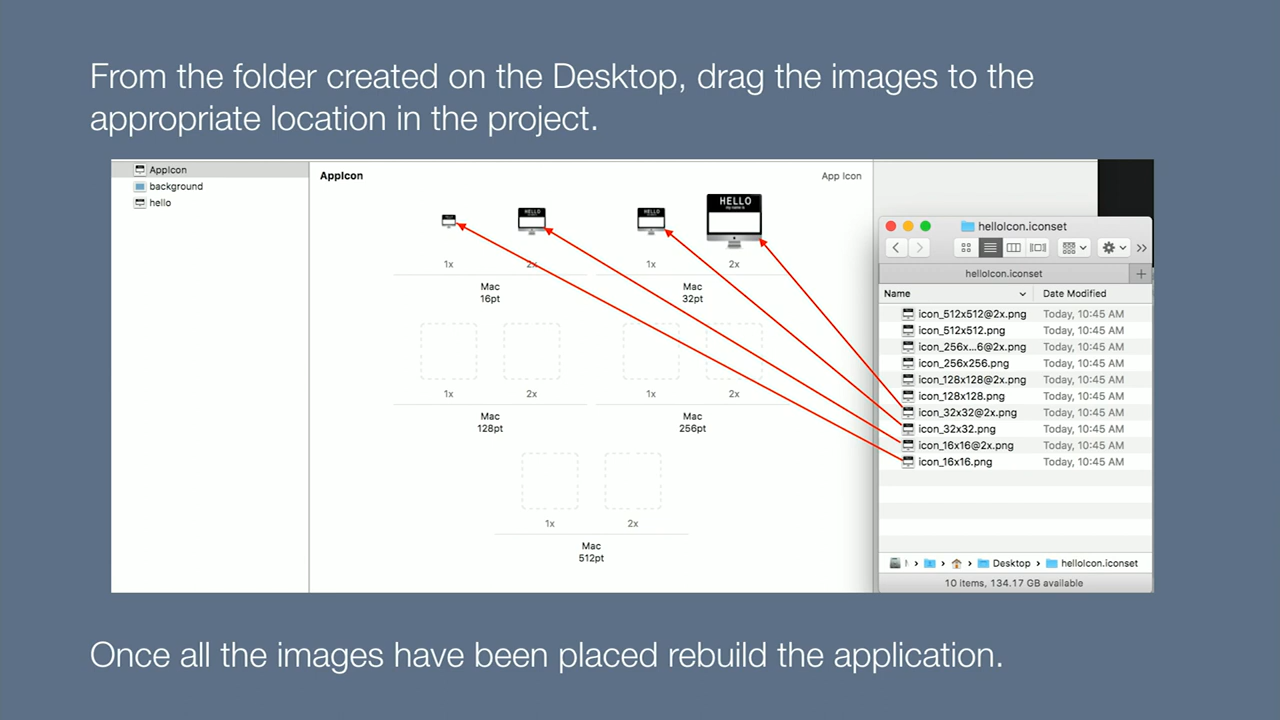 From the folder created on the Desktop, drag the images to the
appropriate location in the project.
AppIcon
background
hello
AppIcon
App Icon
HELLO
HELLO
HELLO
my name is
1x
2x
1x
2x
Mac
16pt
Mac
32pt
1x
2x
1x
2x
Mac
128pt
Mac
256pt
1x
2x
Mac
512pt
helloIcon.iconset
helloIcon.iconset
Name
Date Modified
icon_512x512@2x.png Today, 10:45 AM
icon_512x512.png Today, 10:45 AM
icon_256x...6@2x.png Today, 10:45 AM
icon_256x256.png Today, 10:45 AM
icon_128x128@2x.png Today, 10:45 AM
icon_128x128.png Today, 10:45 AM
icon_32x32@2x.png Today, 10:45 AM
icon_32x32.png Today, 10:45 AM
icon_16x16@2x.png Today, 10:45 AM
icon_16x16.png Today, 10:45 AM
Desktop › helloIcon.iconset
10 items, 134.17 GB available
Once all the images have been placed rebuild the application.